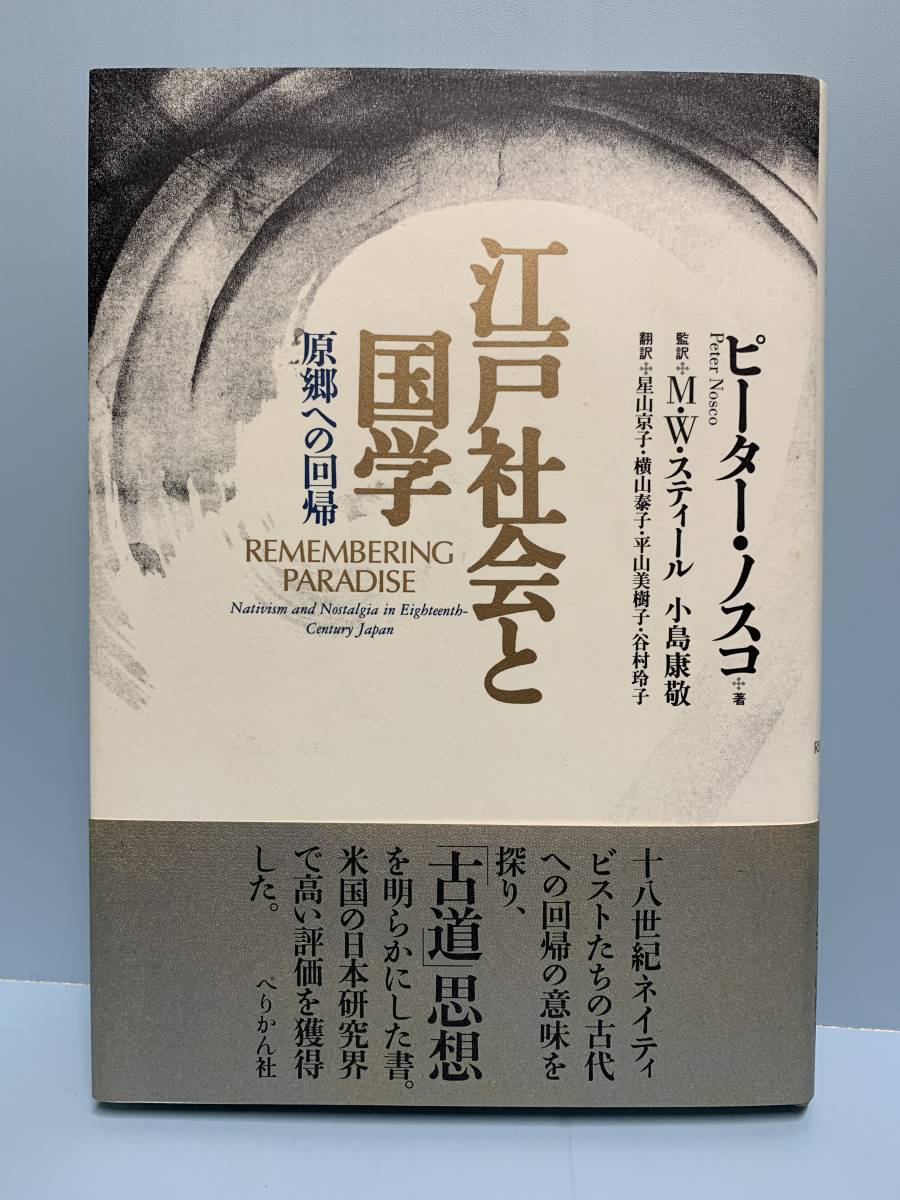 ピーター・ノスコ✣著
Peter Nosco
監訳✣M・W・スティール 小島康敬
翻訳✣星山京子・横山泰子・平山美樹子・谷村玲子
江戸社会と
国学
原郷への回帰
REMEMBERING
PARADISE
Nativism and Nostalgia in Eighteenth-
Century Japan
十八世紀ネイティ
ビストたちの古代
への回帰の意味を
探り、
「古道」思想
を明らかにした書。
米国の日本研究界
で高い評価を獲得
した。
ぺりかん社